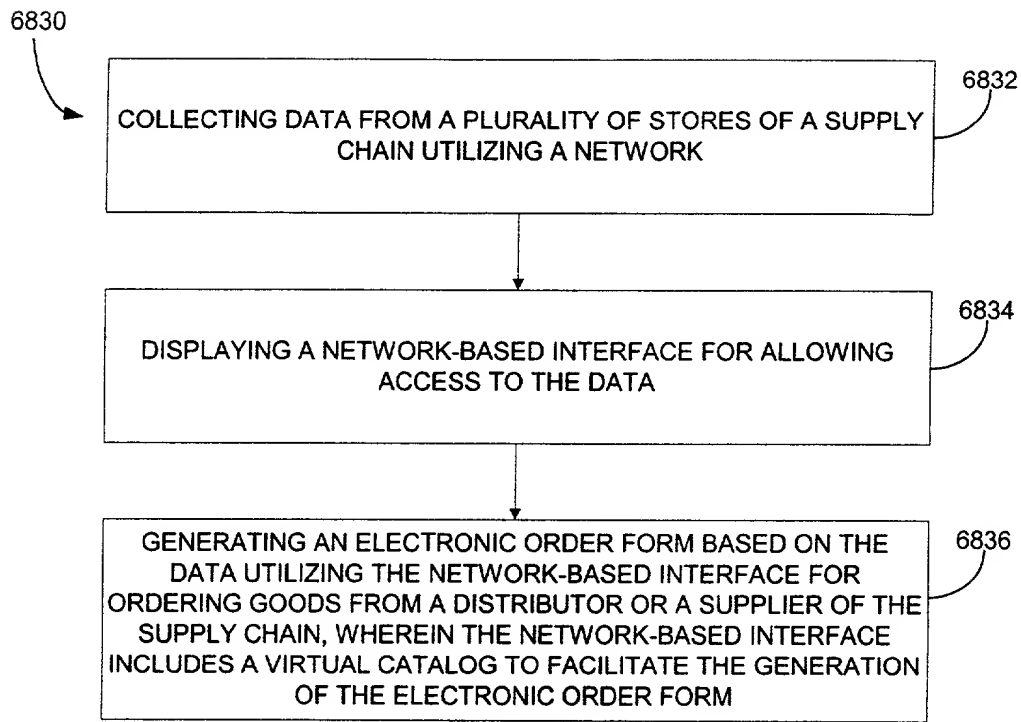 6830
6832
COLLECTING DATA FROM A PLURALITY OF STORES OF A SUPPLY
CHAIN UTILIZING A NETWORK
6834
DISPLAYING A NETWORK-BASED INTERFACE FOR ALLOWING
ACCESS TO THE DATA
6836
GENERATING AN ELECTRONIC ORDER FORM BASED ON THE
DATA UTILIZING THE NETWORK-BASED INTERFACE FOR
ORDERING GOODS FROM A DISTRIBUTOR OR A SUPPLIER OF THE
SUPPLY CHAIN, WHEREIN THE NETWORK-BASED INTERFACE
INCLUDES A VIRTUAL CATALOG TO FACILITATE THE GENERATION
OF THE ELECTRONIC ORDER FORM